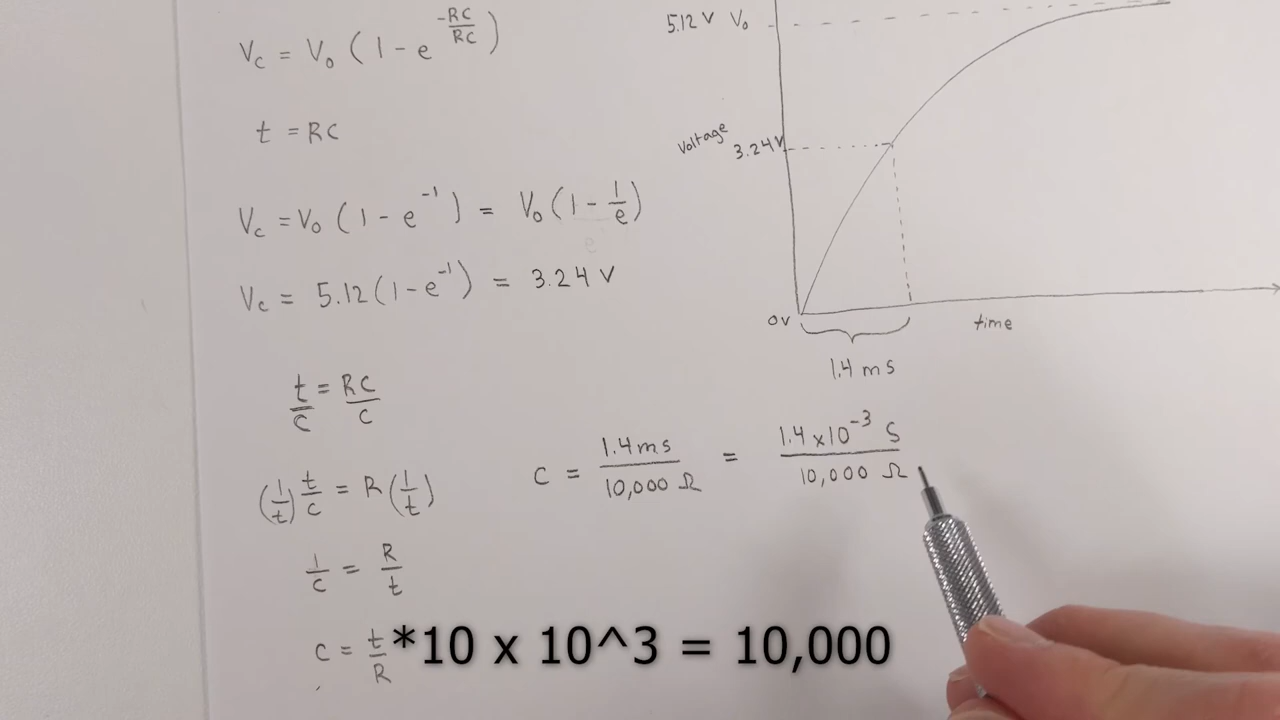 Vc = V₀ (1 - e^(-RC/RC))
t = RC
Vc = V₀ (1 - e⁻¹) = V₀ (1 - 1/e)
Vc = 5.12 (1 - e⁻¹) = 3.24 V
t/C = RC/C
(1/t) t/C = R (1/t)
1/C = R/t
C = t/R
5.12 V V₀
Voltage
3.24V
0V
time
1.4 ms
C = 1.4 ms/10,000 Ω = 1.4 x10⁻³ S/10,000 Ω
*10 x 10^3 = 10,000